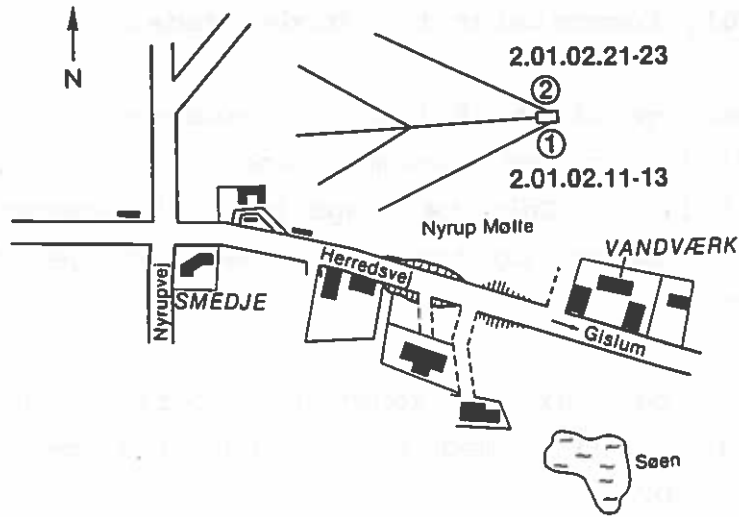 N
2.01.02.21-23
2
1
2.01.02.11-13
Nyrup Mølle
VANDVÆRK
Herredsvej
SMEDJE
Nyrupvej
Gislum
Søen